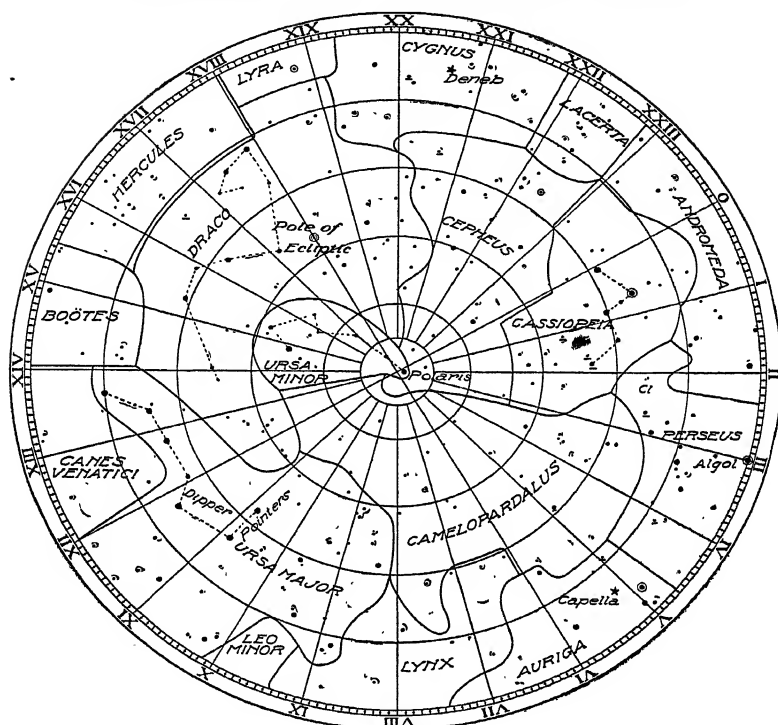 XX
XIX
XXI
XVIII
XXII
XVII
XXIII
XVI
O
XV
I
XIV
II
XIII
III
XII
IV
XI
V
X
VI
IX
VII
VIII
CYGNUS
Deneb
LYRA
LACERTA
HERCULES
ANDROMEDA
DRACO
Pole of
Ecliptic
CEPHEUS
BOÖTES
CASSIOPEIA
URSA
MINOR
Polaris
Cl
PERSEUS
Algol
CANES
VENATICI
Dipper
Pointers
URSA MAJOR
CAMELOPARDALUS
Capella
LEO
MINOR
LYNX
AURIGA